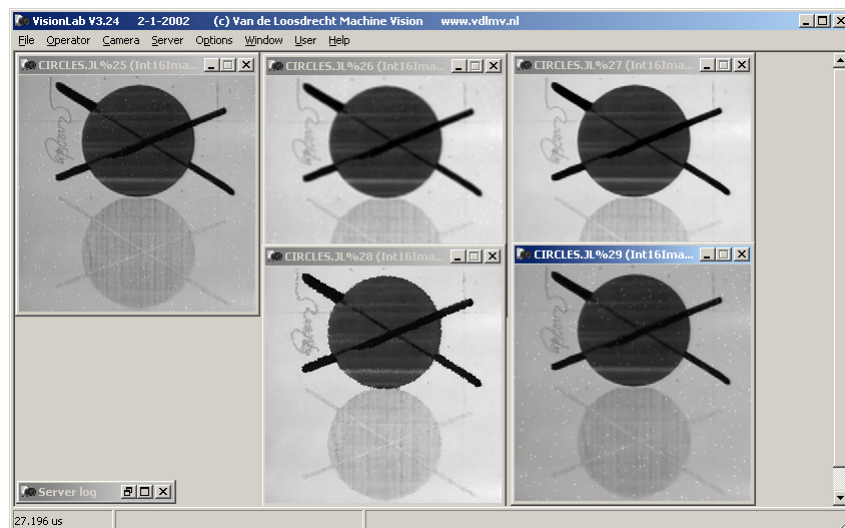 VisionLab V3.24 2-1-2002 (c) Van de Loosdrecht Machine Vision www.vdlmv.nl
File Operator Camera Server Options Window User Help
CIRCLES.JL%25 (Int16Ima...
CIRCLES.JL%26 (Int16Ima...
CIRCLES.JL%27 (Int16Ima...
CIRCLES.JL%28 (Int16Ima...
CIRCLES.JL%29 (Int16Ima...
Server log
27.196 us